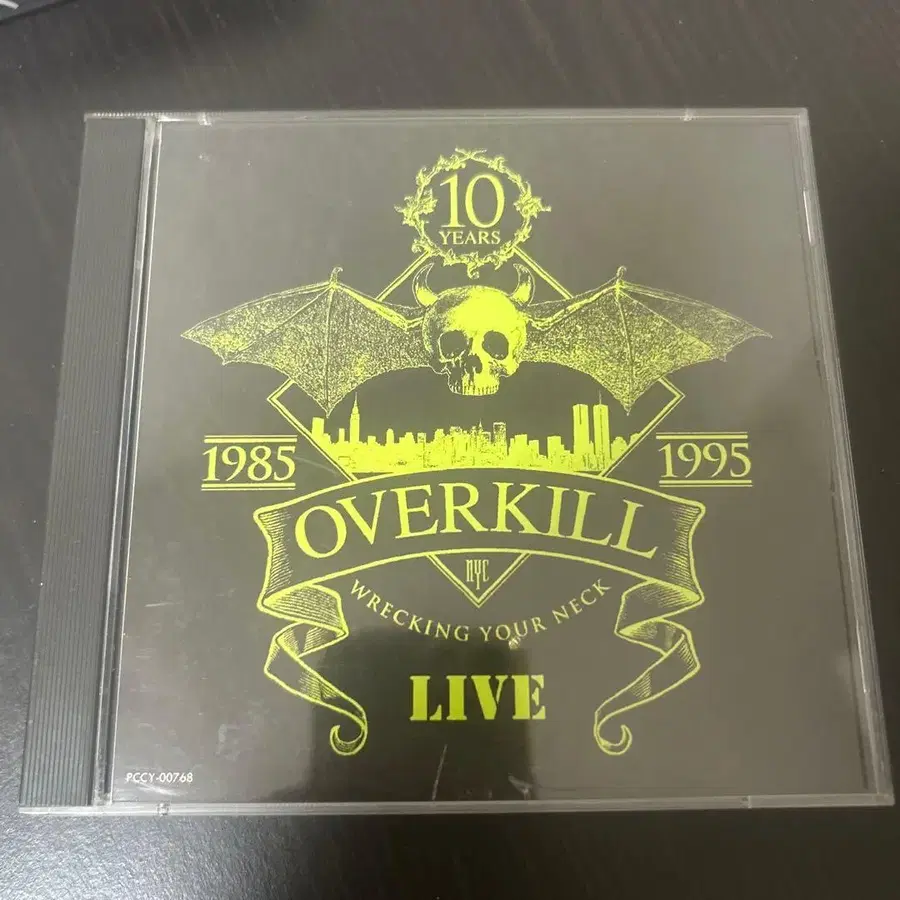 10
YEARS
1985
1995
OVERKILL
NYC
WRECKING YOUR NECK
LIVE
PCCY-00768